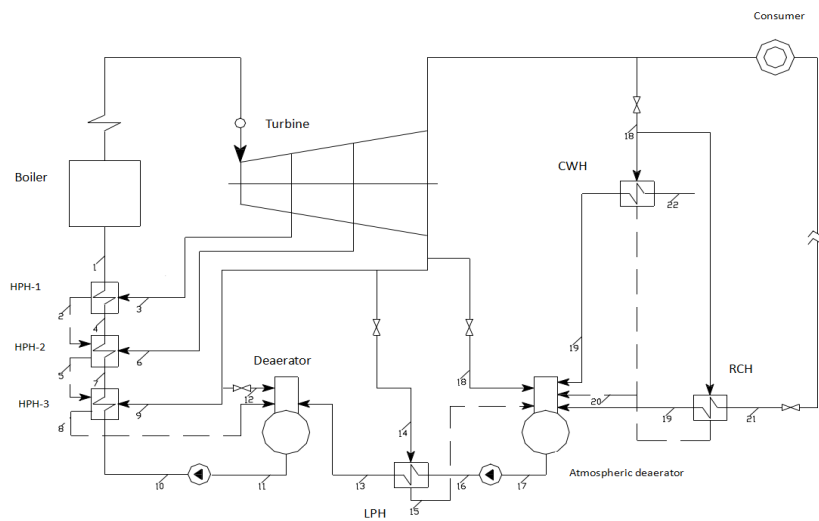 Consumer
Turbine
18
CWH
Boiler
22
1
HPH-1
2
3
4
HPH-2
5
6
Deaerator
19
7
RCH
12
18
HPH-3
9
20
19
21
8
14
Atmospheric deaerator
10
11
13
16
17
15
LPH